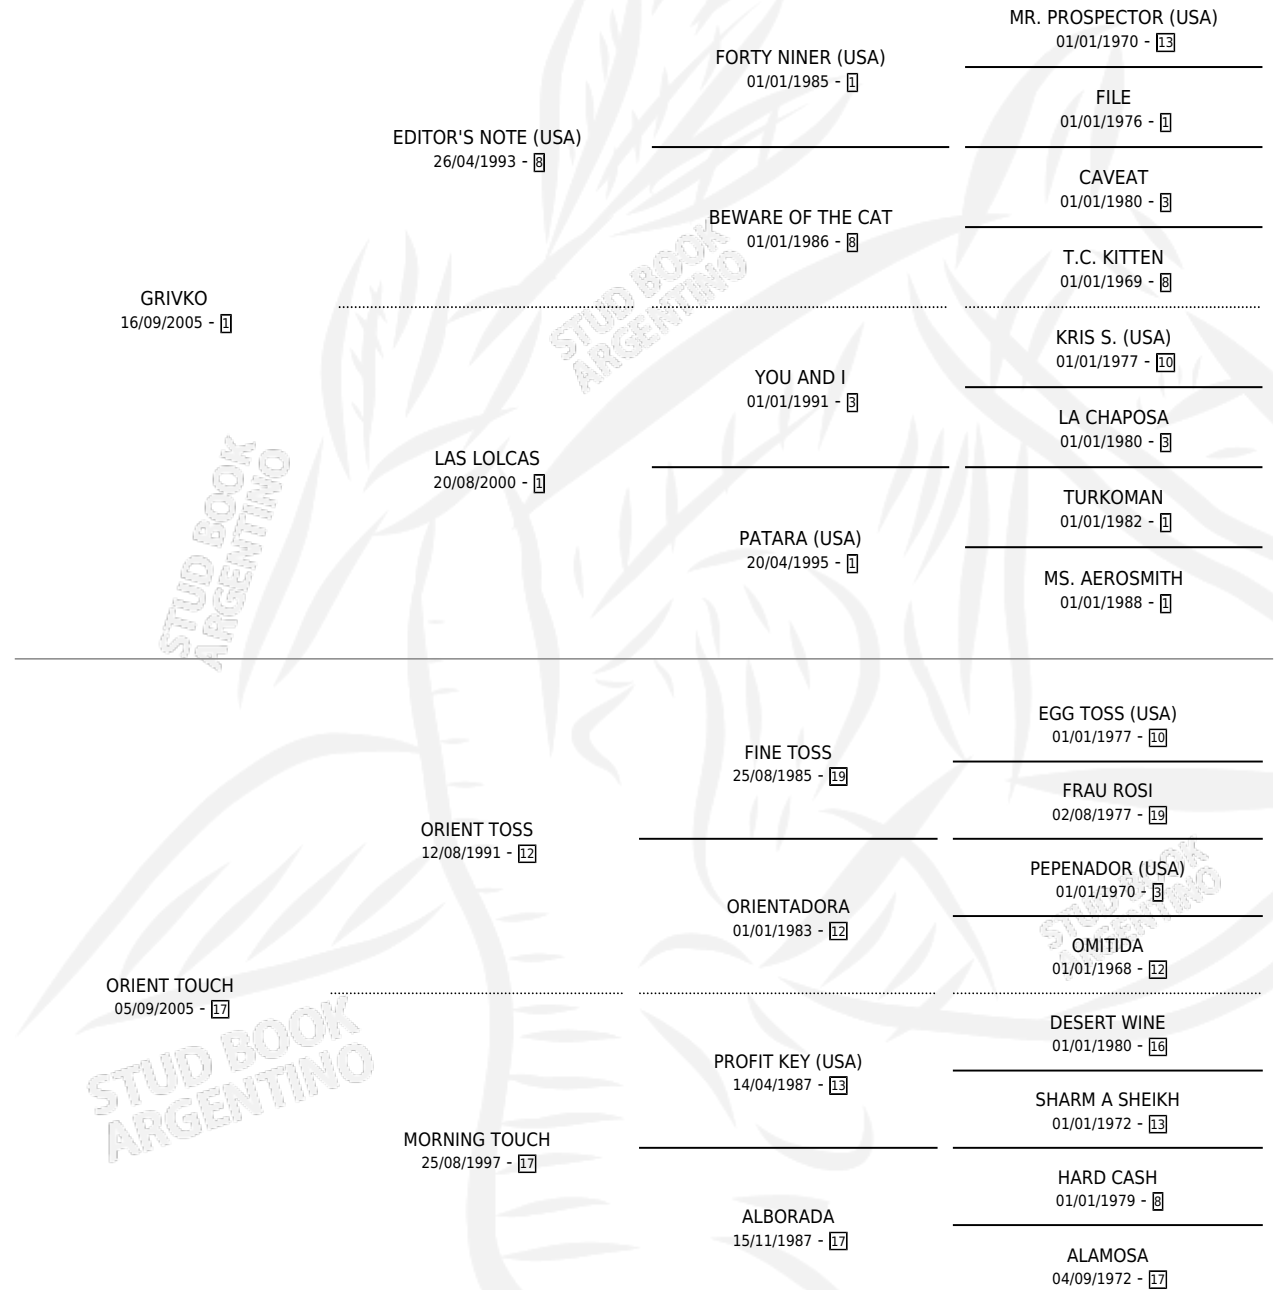 MR. PROSPECTOR (USA)
01/01/1970 - 13
FORTY NINER (USA)
01/01/1985 - 1
FILE
01/01/1976 - 1
EDITOR'S NOTE (USA)
26/04/1993 - 8
CAVEAT
01/01/1980 - 3
BEWARE OF THE CAT
01/01/1986 - 8
T.C. KITTEN
01/01/1969 - 8
GRIVKO
16/09/2005 - 1
KRIS S. (USA)
01/01/1977 - 10
YOU AND I
01/01/1991 - 3
LA CHAPOSA
01/01/1980 - 3
LAS LOLCAS
20/08/2000 - 1
TURKOMAN
01/01/1982 - 1
PATARA (USA)
20/04/1995 - 1
MS. AEROSMITH
01/01/1988 - 1
EGG TOSS (USA)
01/01/1977 - 10
FINE TOSS
25/08/1985 - 19
FRAU ROSI
02/08/1977 - 19
ORIENT TOSS
12/08/1991 - 12
PEPENADOR (USA)
01/01/1970 - 3
ORIENTADORA
01/01/1983 - 12
OMITIDA
01/01/1968 - 12
ORIENT TOUCH
05/09/2005 - 17
DESERT WINE
01/01/1980 - 16
PROFIT KEY (USA)
14/04/1987 - 13
SHARM A SHEIKH
01/01/1972 - 13
MORNING TOUCH
25/08/1997 - 17
HARD CASH
01/01/1979 - 8
ALBORADA
15/11/1987 - 17
ALAMOSA
04/09/1972 - 17
STUD BOOK
ARGENTINO
STUD BOOK
ARGENTINO
STUD BOOK
ARGENTINO
STUD BOOK
ARGENTINO